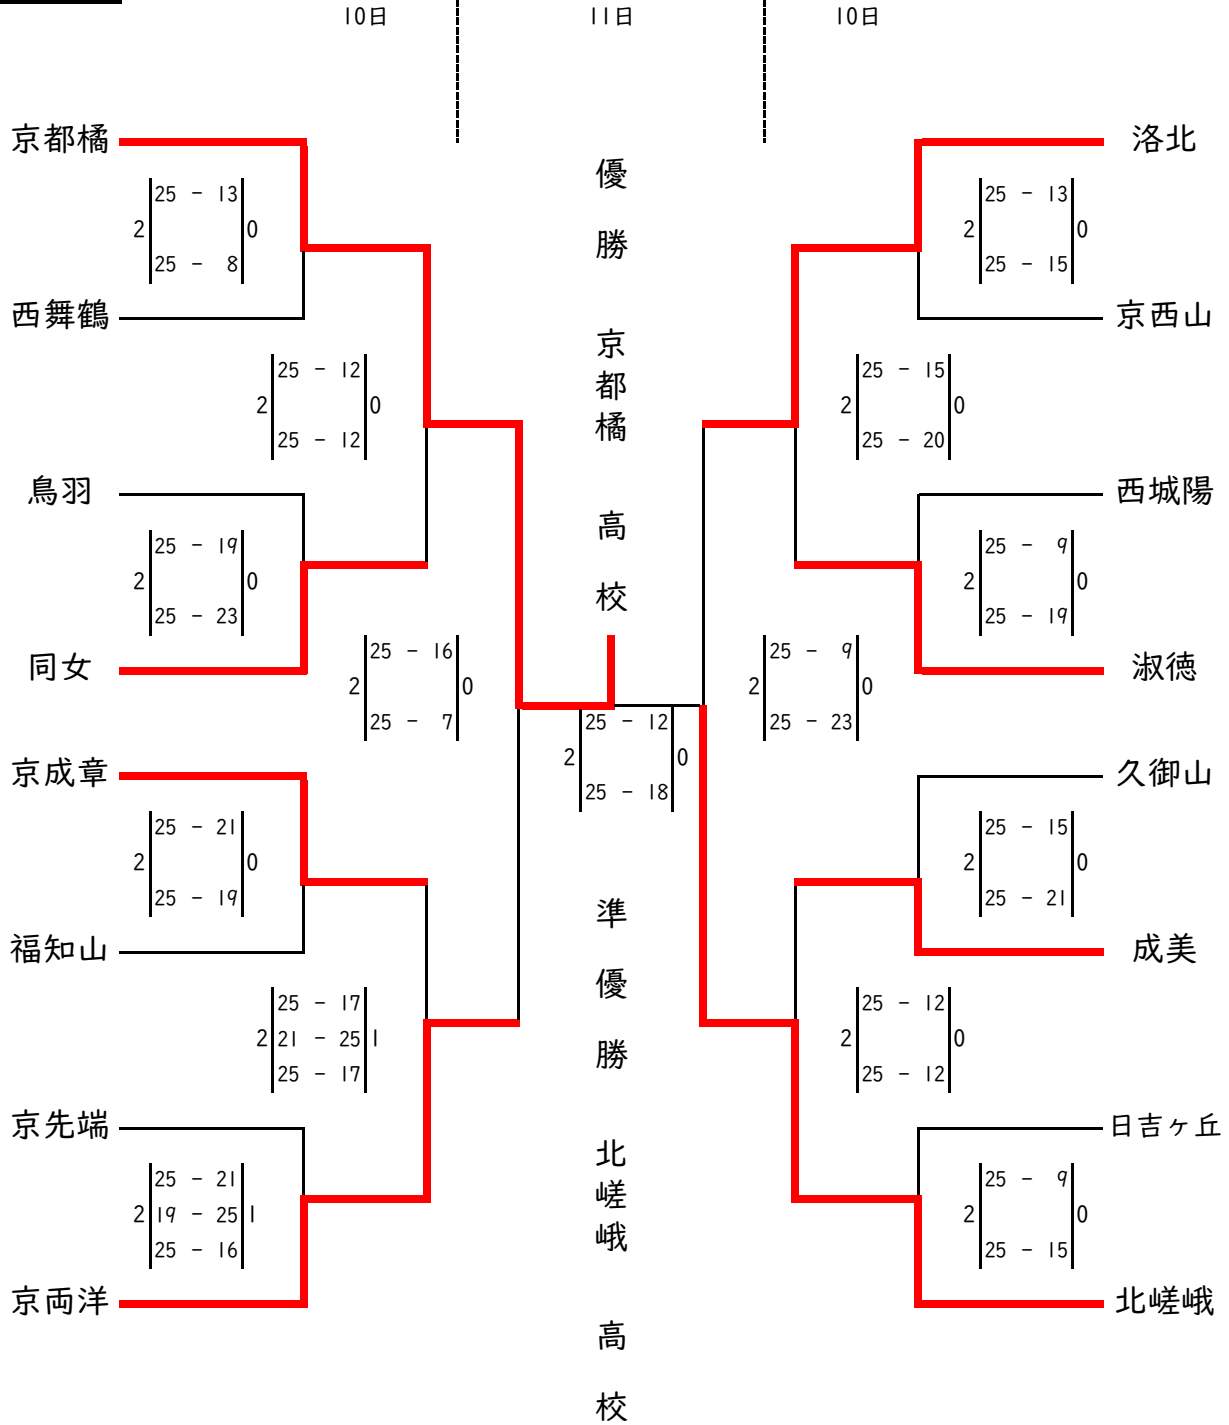 10日 11日 10日
京都橘
25 - 13
2 0
25 - 8
西舞鶴
25 - 12
2 0
25 - 12
鳥羽
25 - 19
2 0
25 - 23
同女
25 - 16
2 0
25 - 7
京成章
25 - 21
2 0
25 - 19
福知山
25 - 17
2 21 - 25 1
25 - 17
京先端
25 - 21
2 19 - 25 1
25 - 16
京両洋
優勝 京都橘 高校
25 - 12
2 0
25 - 18
準優勝 北嵯峨 高校
洛北
25 - 13
2 0
25 - 15
京西山
25 - 15
2 0
25 - 20
西城陽
25 - 9
2 0
25 - 19
淑徳
25 - 9
2 0
25 - 23
久御山
25 - 15
2 0
25 - 21
成美
25 - 12
2 0
25 - 12
日吉ヶ丘
25 - 9
2 0
25 - 15
北嵯峨